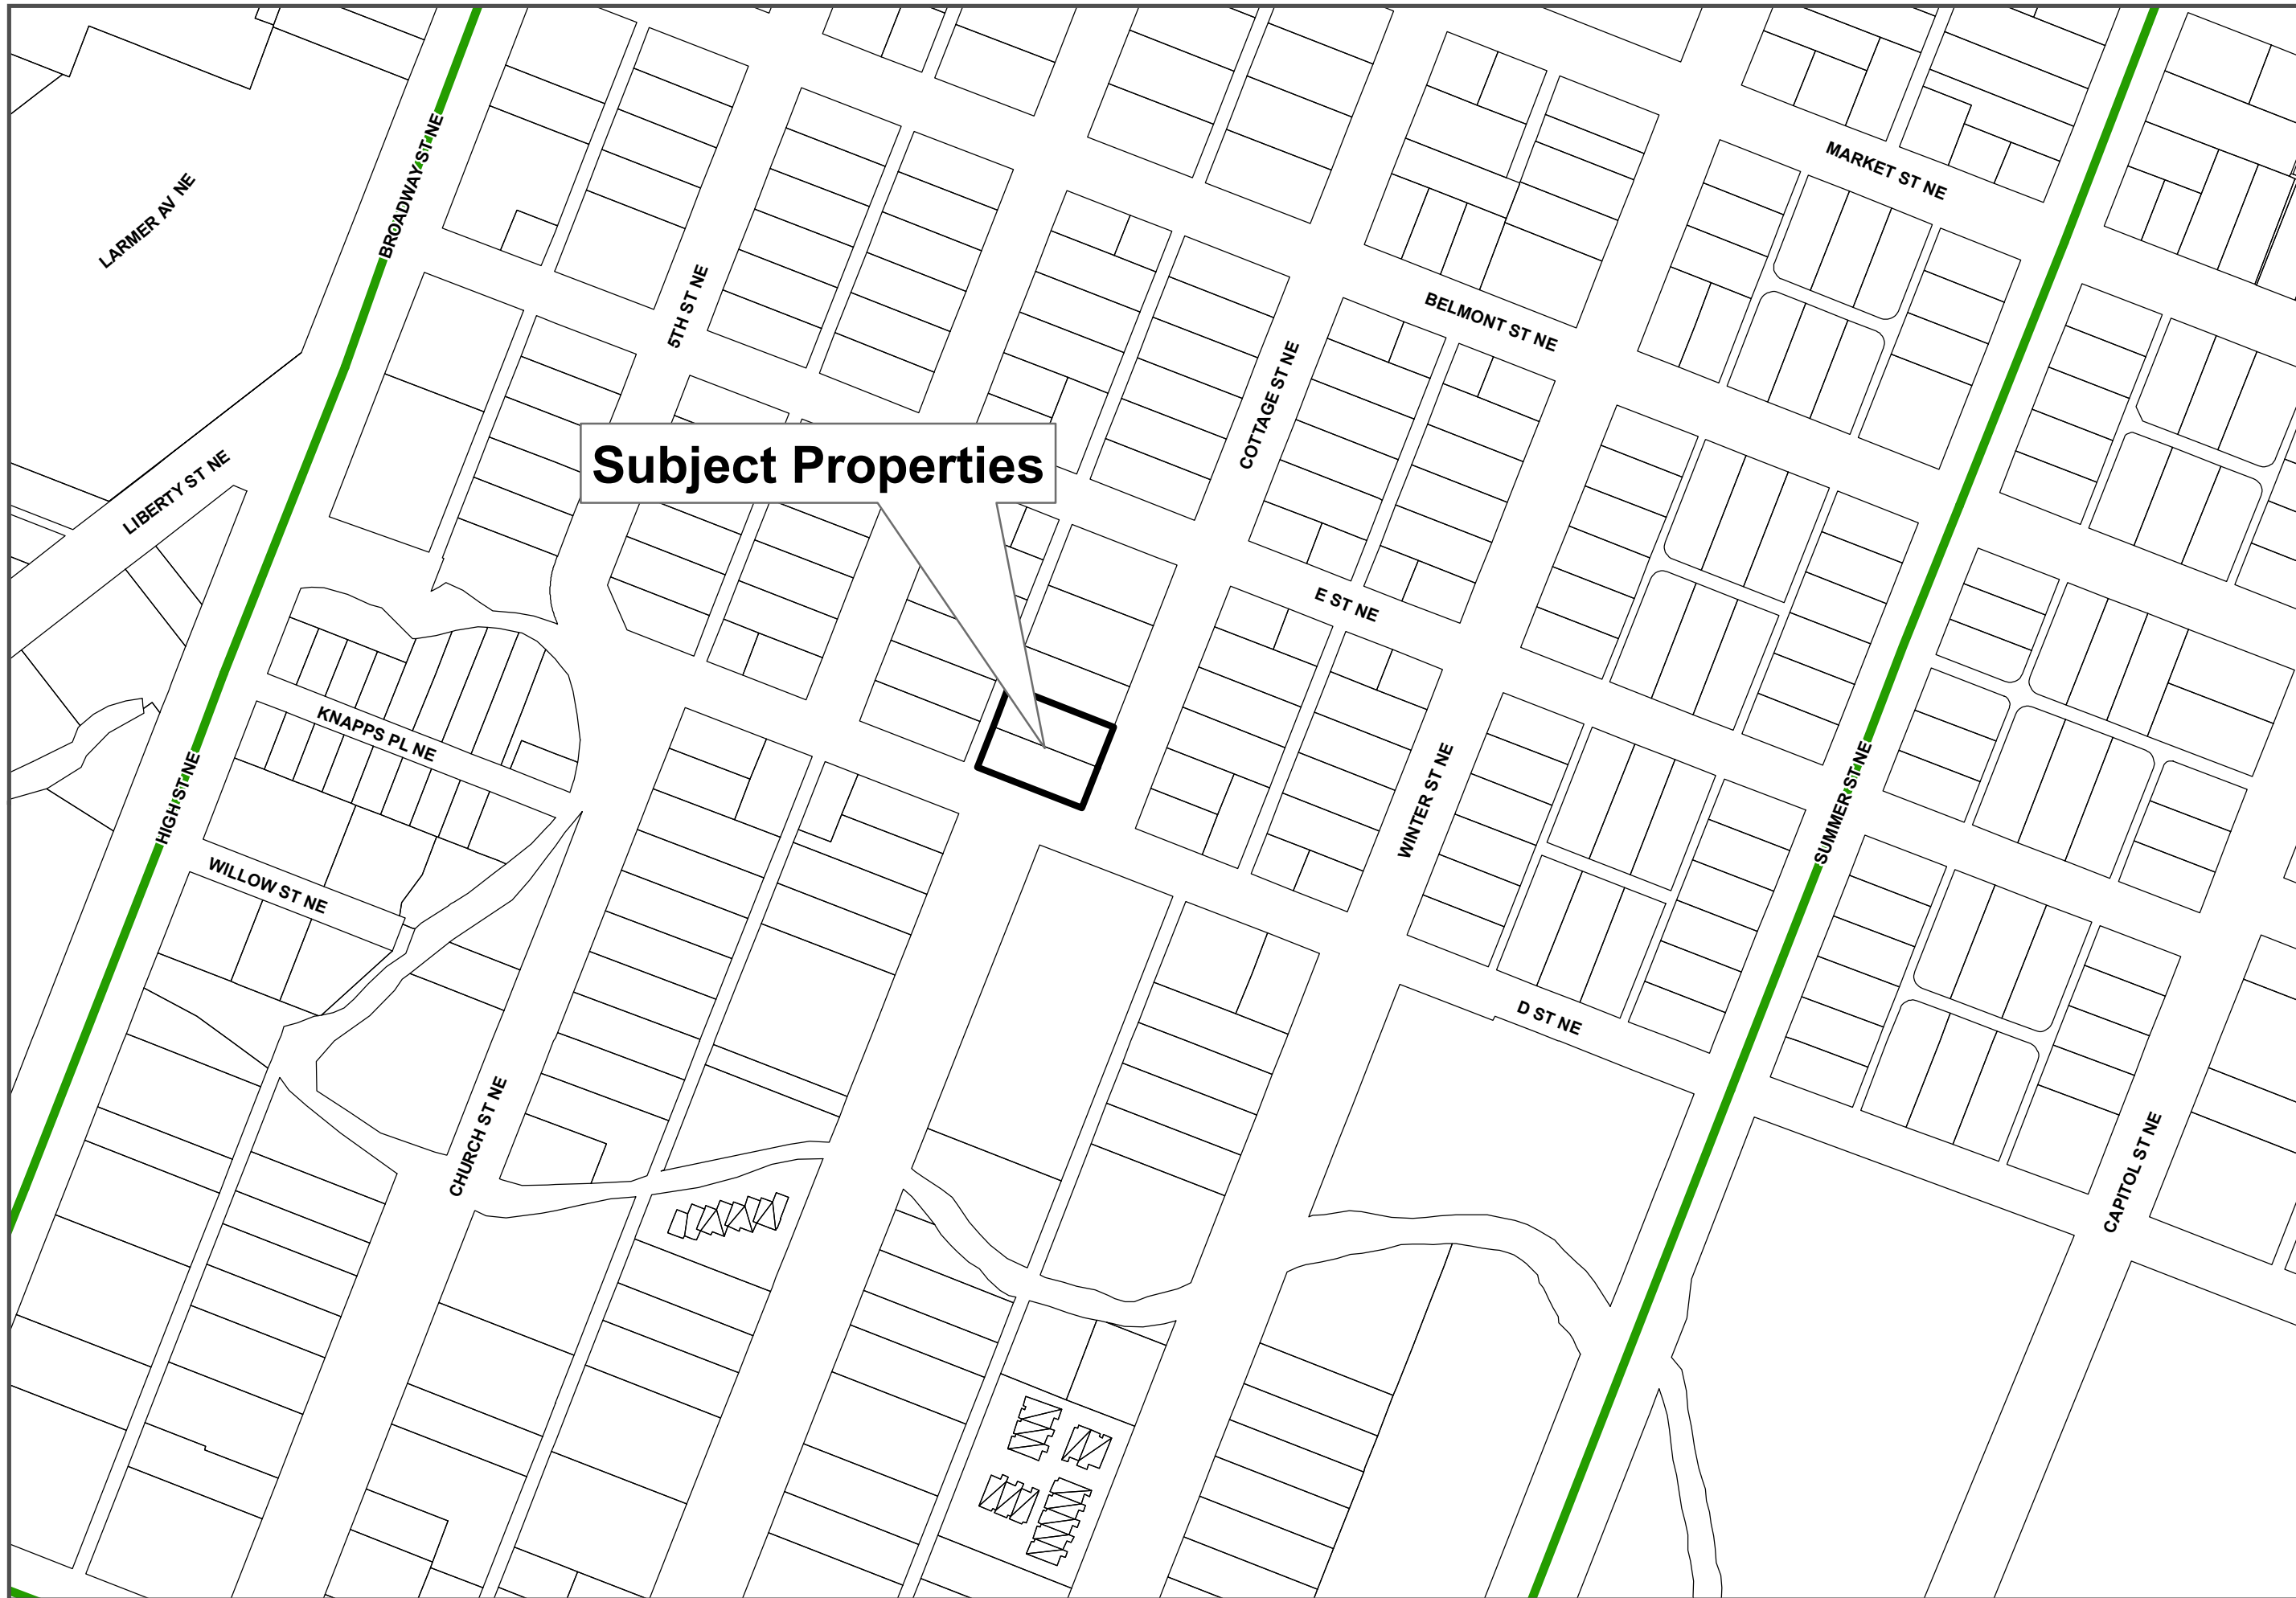 MARKET ST NE
BROADWAY ST NE
LARMER AV NE
5TH ST NE
BELMONT ST NE
COTTAGE ST NE
Subject Properties
LIBERTY ST NE
E ST NE
KNAPPS PL NE
HIGH ST NE
WINTER ST NE
SUMMER ST NE
WILLOW ST NE
D ST NE
CHURCH ST NE
CAPITOL ST NE